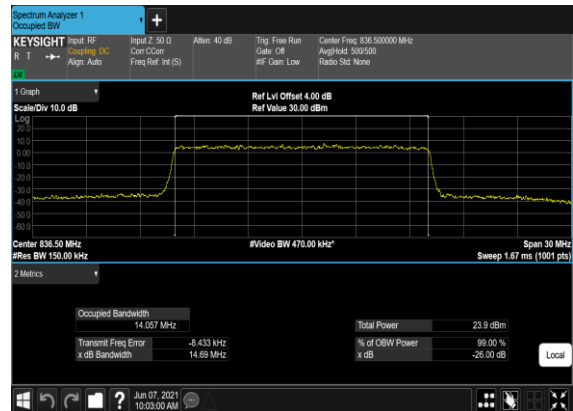 Spectrum Analyzer 1
Occupied BW
+
KEYSIGHT Input: RF Input Z: 50 Ω Atten: 40 dB Trig: Free Run Center Freq: 836.500000 MHz
R T Coupling: DC Corr CCorr Gate: Off Avg|Hold: 500/500
Align: Auto Freq Ref: Int (S) #IF Gain: Low Radio Std: None
LU
1 Graph
Scale/Div 10.0 dB Ref Lvl Offset 4.00 dB
Ref Value 30.00 dBm
Log
20.0
10.0
0.00
-10.0
-20.0
-30.0
-40.0
-50.0
-60.0
Center 836.50 MHz #Video BW 470.00 kHz* Span 30 MHz
#Res BW 150.00 kHz Sweep 1.67 ms (1001 pts)
2 Metrics
Occupied Bandwidth
14.057 MHz Total Power 23.9 dBm
Transmit Freq Error -8.433 kHz % of OBW Power 99.00 %
x dB Bandwidth 14.69 MHz x dB -26.00 dB
Local
? Jun 07, 2021
10:03:00 AM